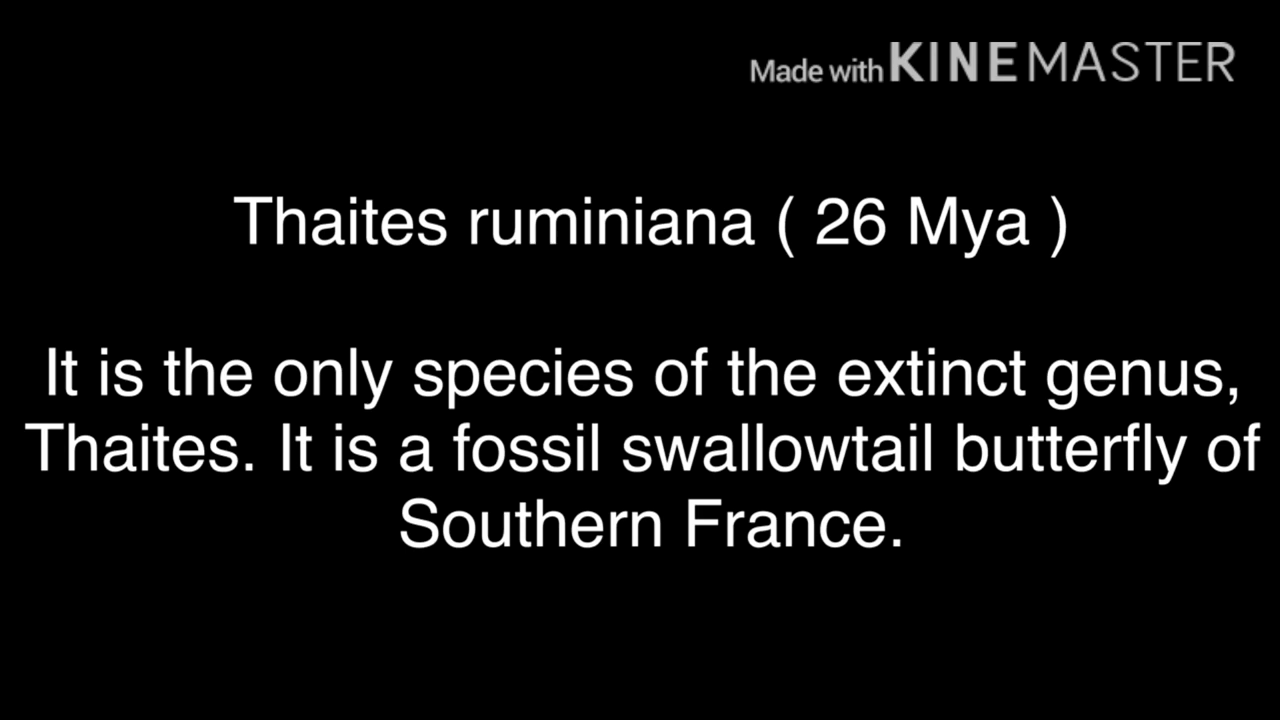 Made with KINEMASTER
Thaites ruminiana ( 26 Mya )
It is the only species of the extinct genus,
Thaites. It is a fossil swallowtail butterfly of
Southern France.